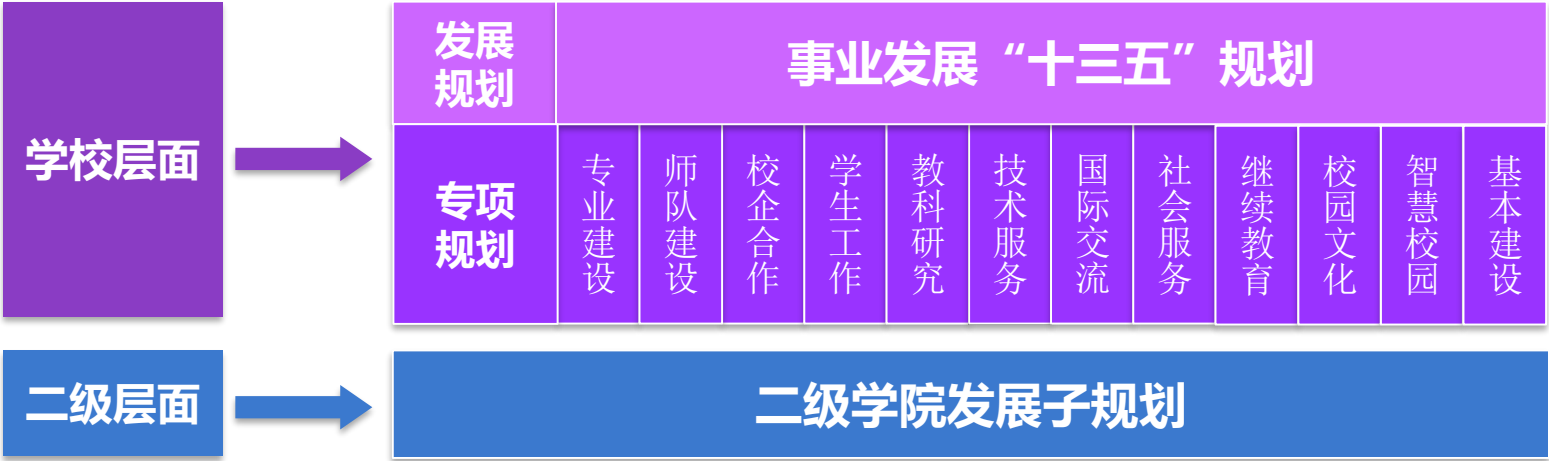 学校层面
发展
规划
事业发展“十三五”规划
专项
规划
专业建设
师队建设
校企合作
学生工作
教科研究
技术服务
国际交流
社会服务
继续教育
校园文化
智慧校园
基本建设
二级层面
二级学院发展子规划